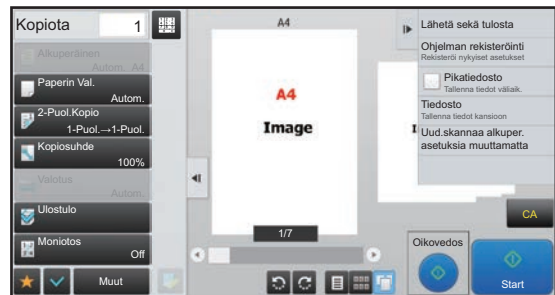 Kopiota 1
Alkuperäinen
Autom. A4
Paperin Val.
Autom.
2-Puol.Kopio
1-Puol.→1-Puol.
Kopiosuhde
100%
Valotus
Autom.
Ulostulo
Moniotos
Off
Muut
A4
A4
Image
1/7
Lähetä sekä tulosta
Ohjelman rekisteröinti
Rekisteröi nykyiset asetukset
Pikatiedosto
Tallenna tiedot väliaik.
Tiedosto
Tallenna tiedot kansioon
Uud.skannaa alkuper.
asetuksia muuttamatta
CA
Oikovedos
Start